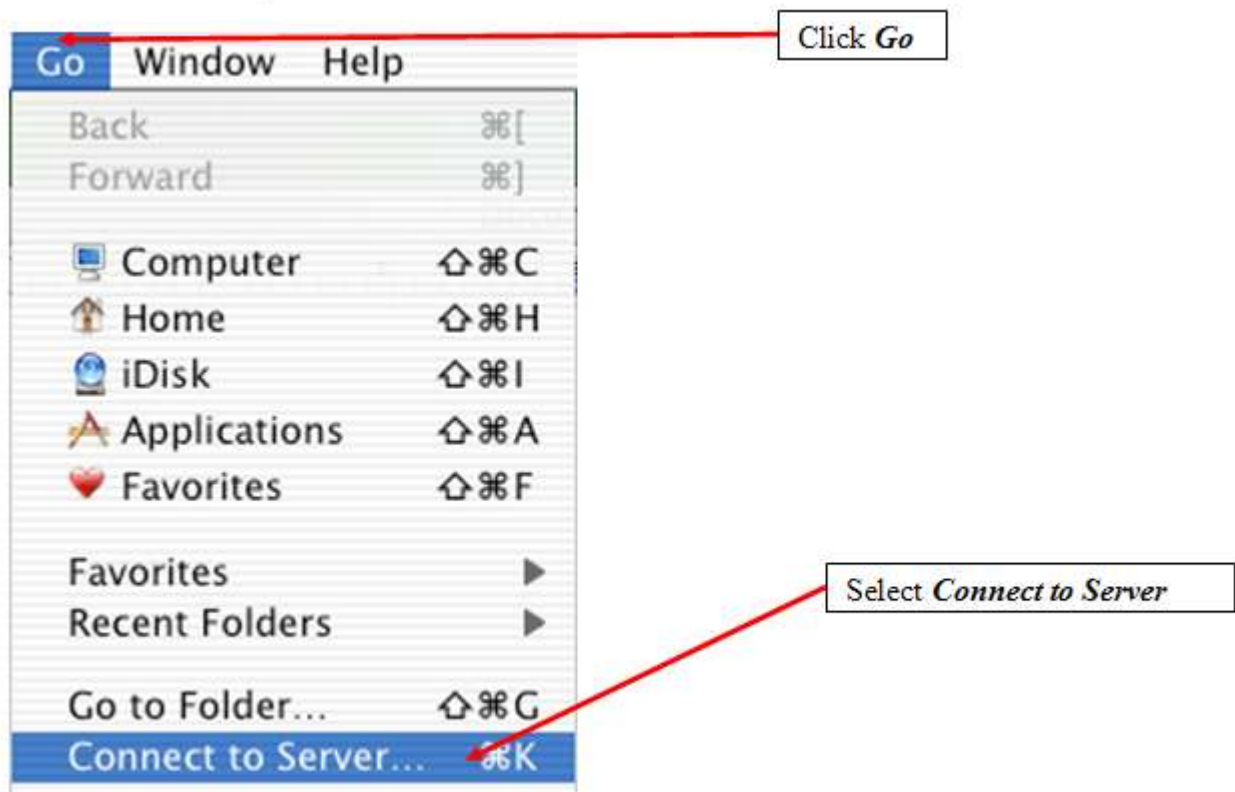 Click Go
Go Window Help
Back ⌘[
Forward ⌘]
Computer ⇧⌘C
Home ⇧⌘H
iDisk ⇧⌘I
Applications ⇧⌘A
Favorites ⇧⌘F
Favorites ▶
Recent Folders ▶
Select Connect to Server
Go to Folder... ⇧⌘G
Connect to Server... ⌘K